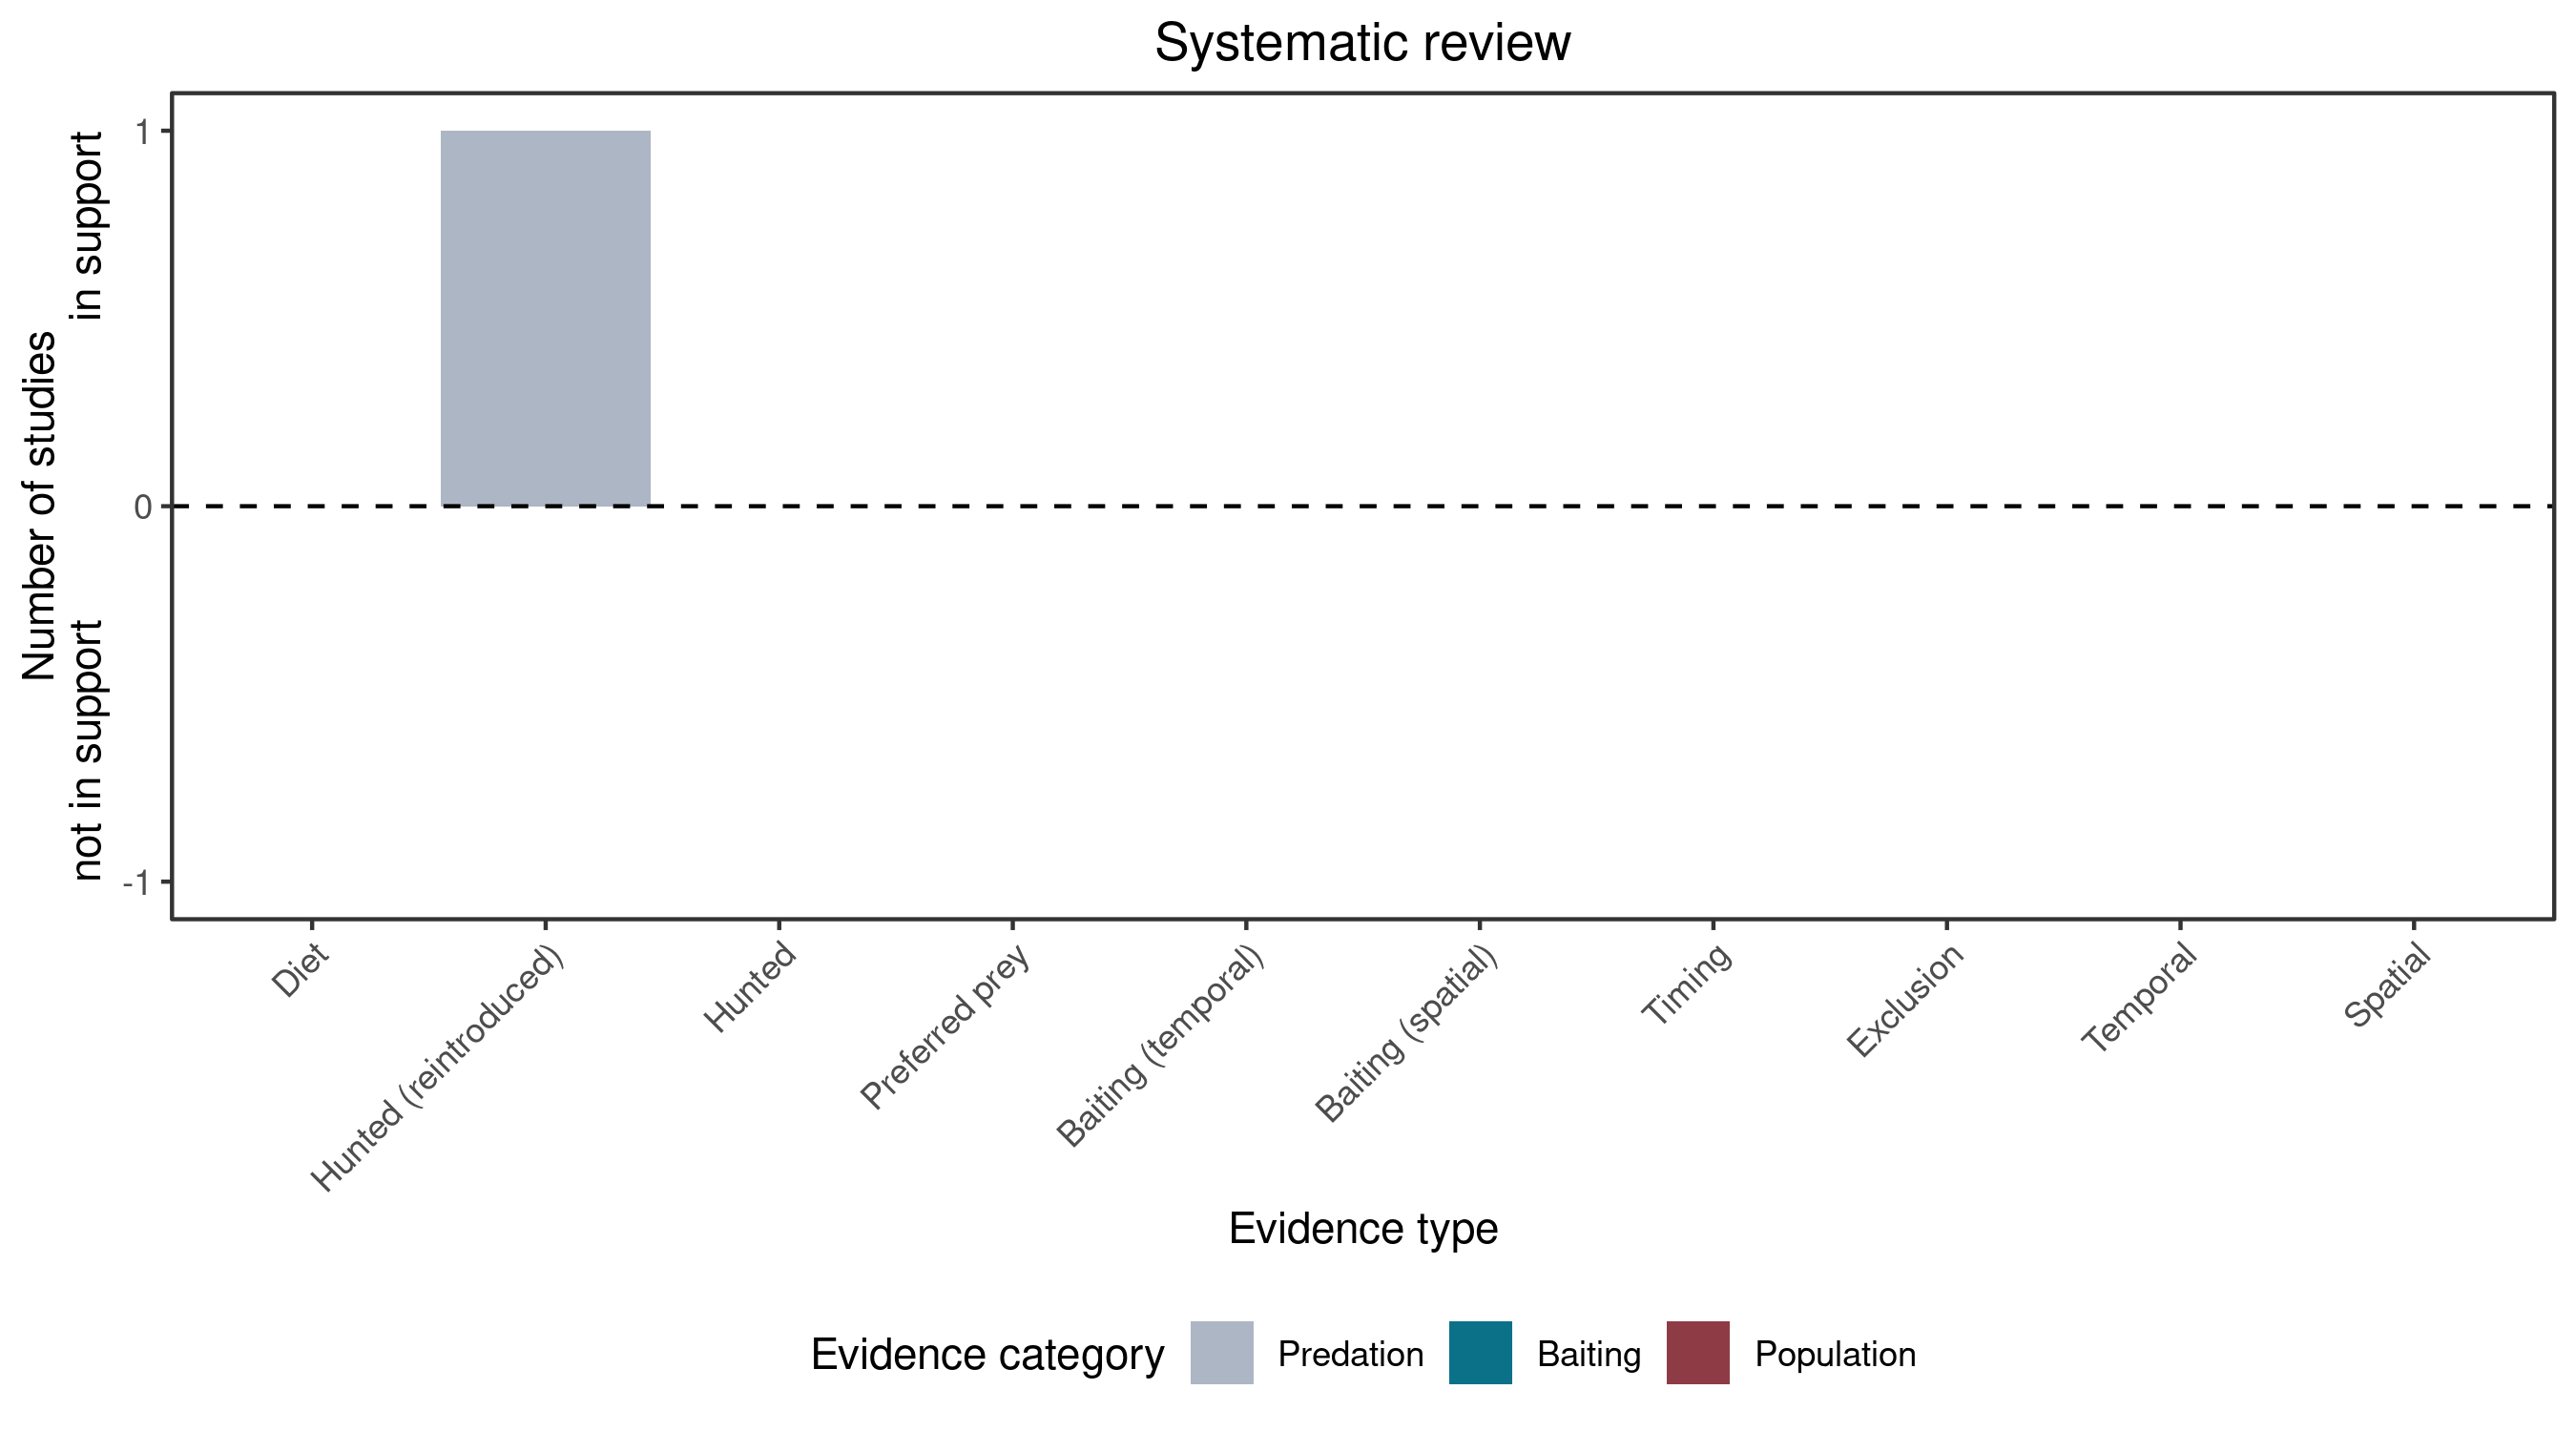 Systematic review
Number of studies
in support
not in support
1
0
-1
Diet
Hunted (reintroduced)
Hunted
Preferred prey
Baiting (temporal)
Baiting (spatial)
Timing
Exclusion
Temporal
Spatial
Evidence type
Evidence category
Predation
Baiting
Population